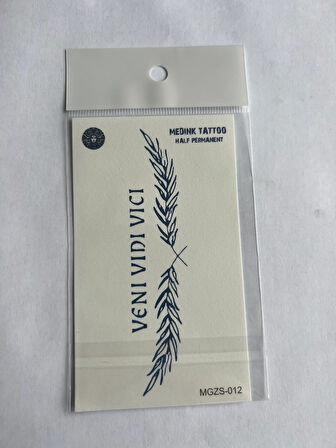 MEDINK TATTOO
HALF PERMANENT
VENI VIDI VICI
MGZS-012